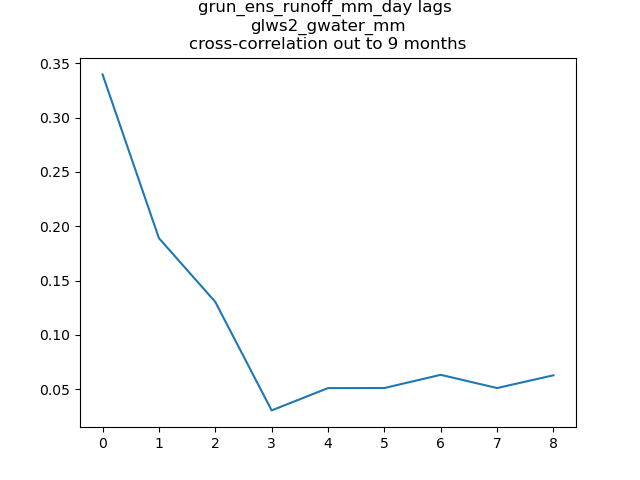 grun_ens_runoff_mm_day lags
glws2_gwater_mm
cross-correlation out to 9 months
0.35
0.30
0.25
0.20
0.15
0.10
0.05
0 1 2 3 4 5 6 7 8